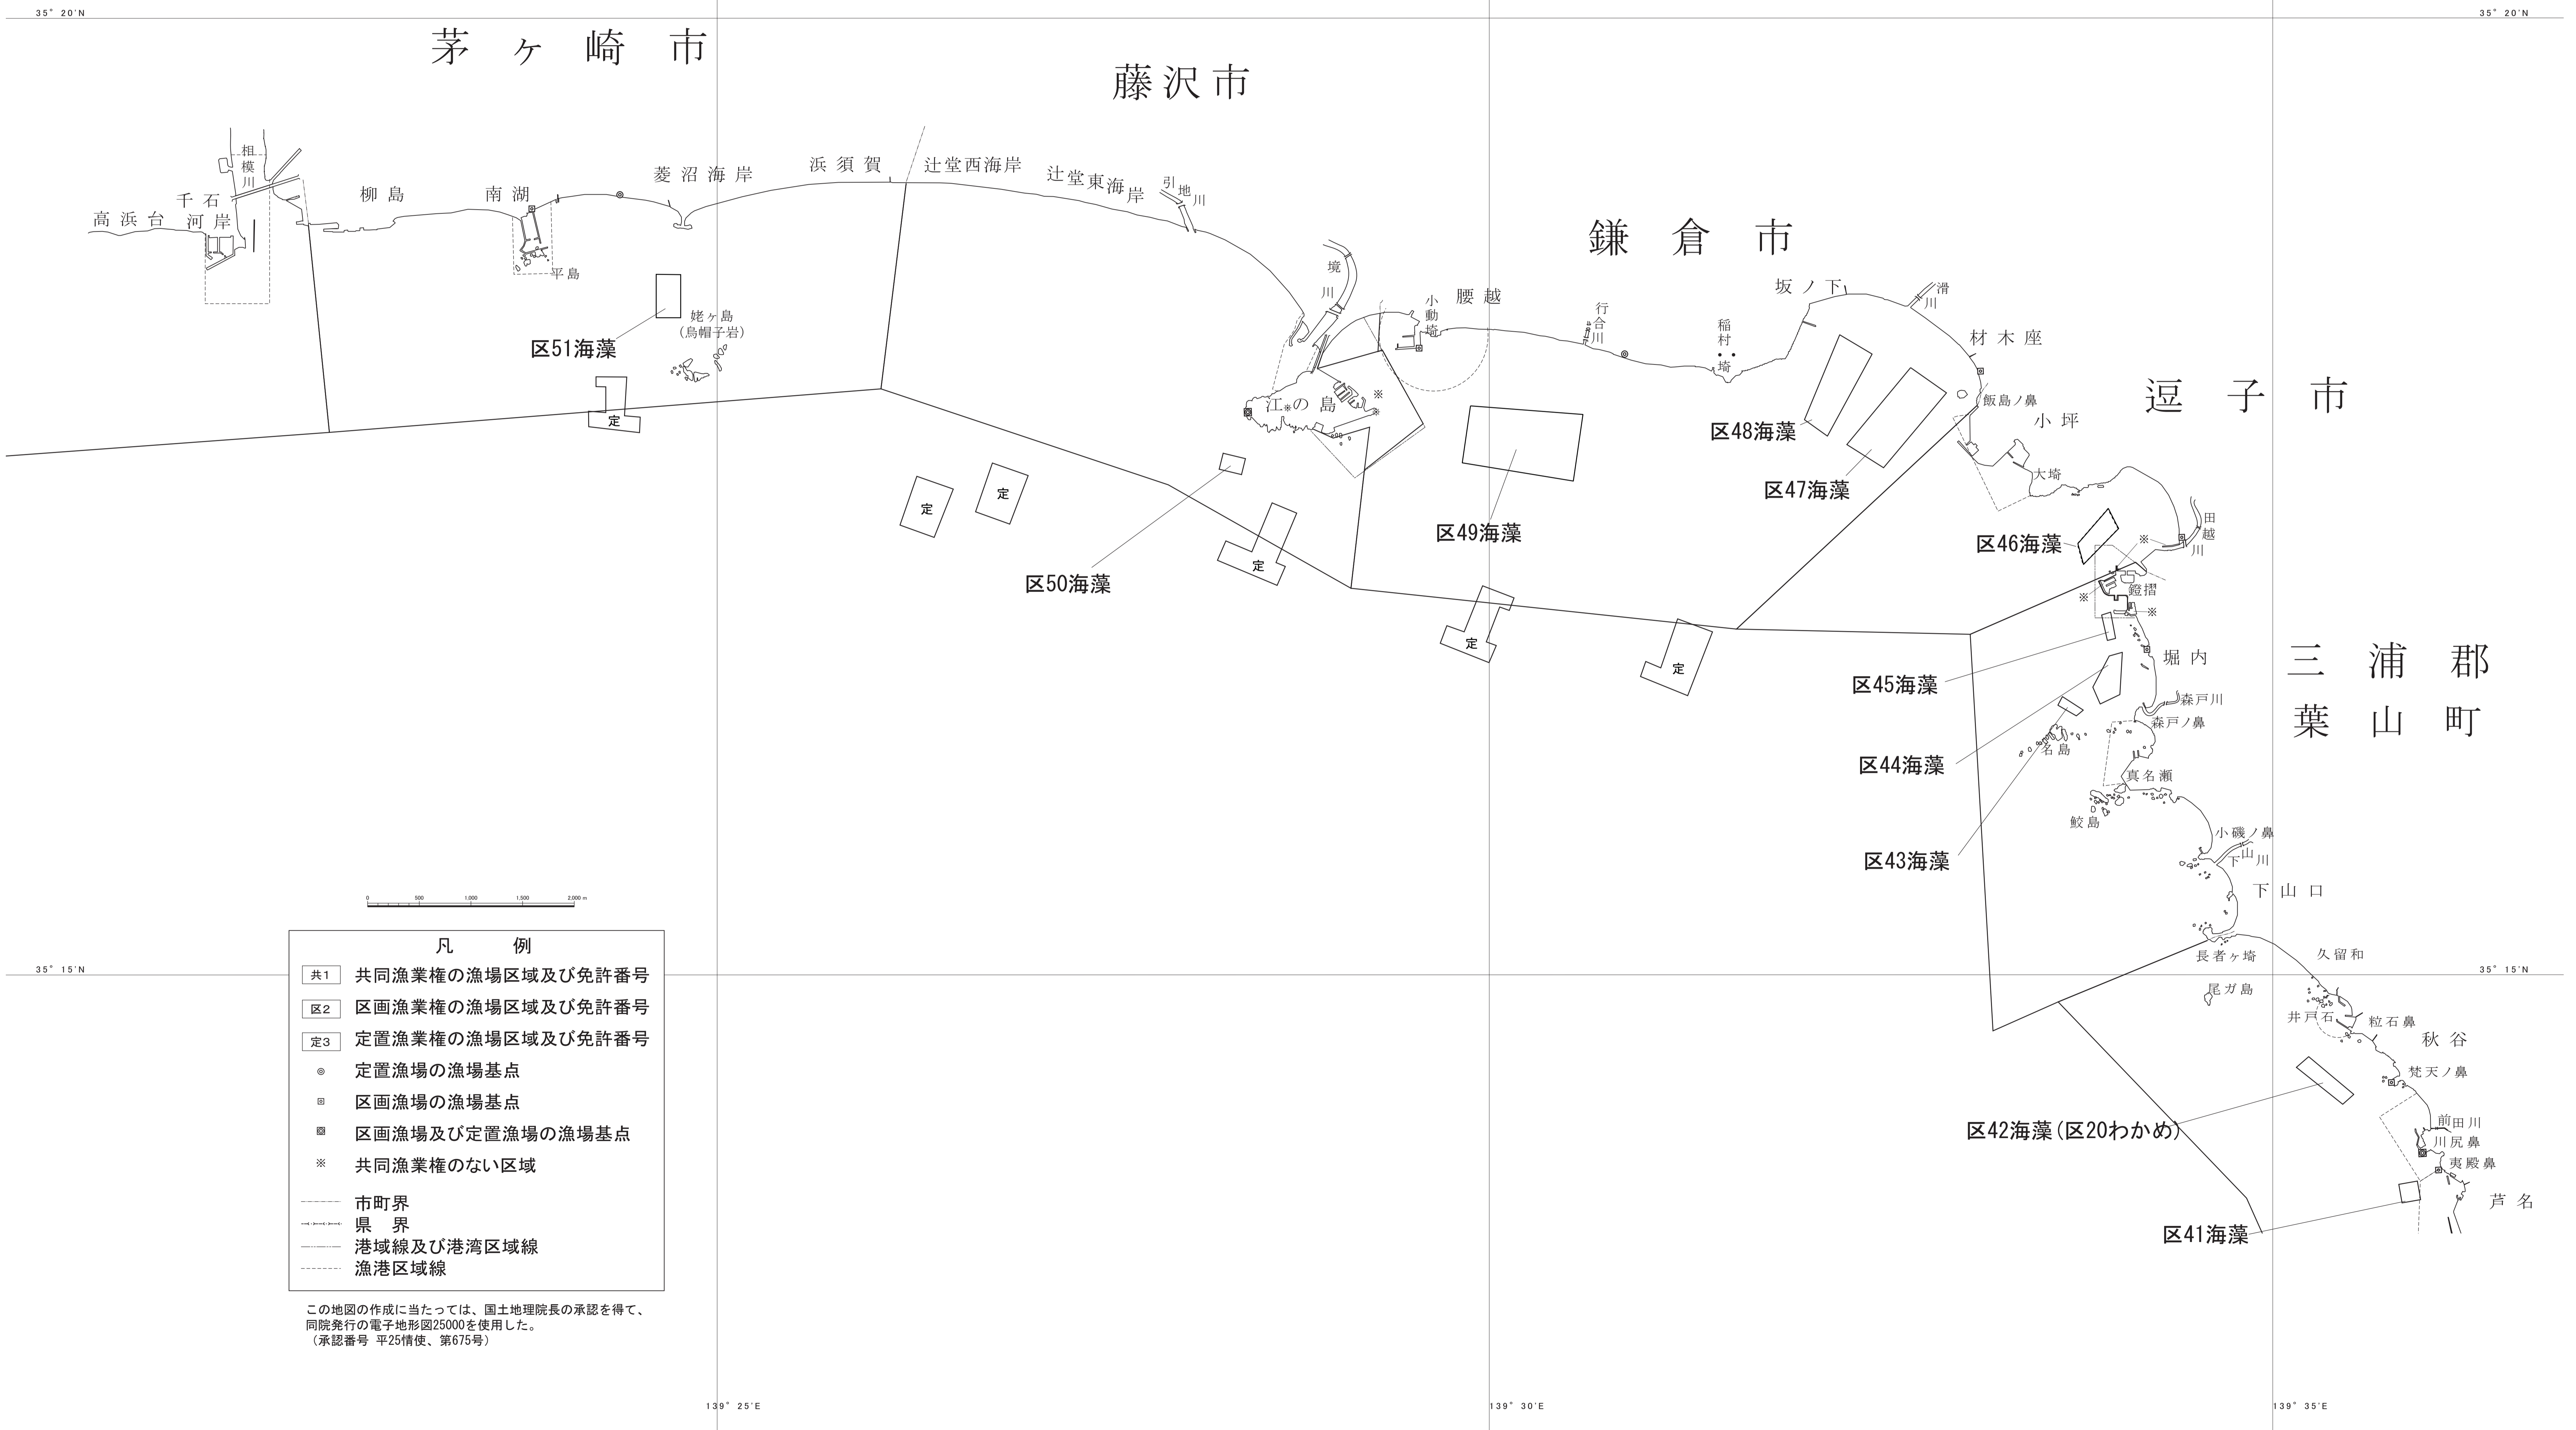 35° 20′N
35° 20′N
茅ヶ崎市
藤沢市
鎌倉市
逗子市
三浦郡
葉山町
相模川
千石
河岸
高浜台
柳島
南湖
平島
菱沼海岸
浜須賀
辻堂西海岸
辻堂東海岸
引地川
姥ヶ島
(烏帽子岩)
区51海藻
定
境川
江の島
※
※
※
小動埼
腰越
行合川
稲村埼
坂ノ下
滑川
材木座
飯島ノ鼻
小坪
大埼
田越川
区48海藻
区47海藻
区49海藻
区50海藻
定
定
定
定
定
区46海藻
※
※
鐙摺
※
区45海藻
堀内
森戸川
森戸ノ鼻
区44海藻
名島
真名瀬
鮫島
区43海藻
小磯ノ鼻
下山川
下山口
長者ヶ埼
久留和
35° 15′N
35° 15′N
尾ガ島
井戸石
粒石鼻
秋谷
梵天ノ鼻
区42海藻(区20わかめ)
前田川
川尻鼻
夷殿鼻
芦名
区41海藻
0 500 1,000 1,500 2,000 m
凡例
共1 共同漁業権の漁場区域及び免許番号
区2 区画漁業権の漁場区域及び免許番号
定3 定置漁業権の漁場区域及び免許番号
定置漁場の漁場基点
区画漁場の漁場基点
区画漁場及び定置漁場の漁場基点
※ 共同漁業権のない区域
市町界
県界
港域線及び港湾区域線
漁港区域線
この地図の作成に当たっては、国土地理院長の承認を得て、
同院発行の電子地形図25000を使用した。
（承認番号 平25情使、第675号）
139° 25′E
139° 30′E
139° 35′E